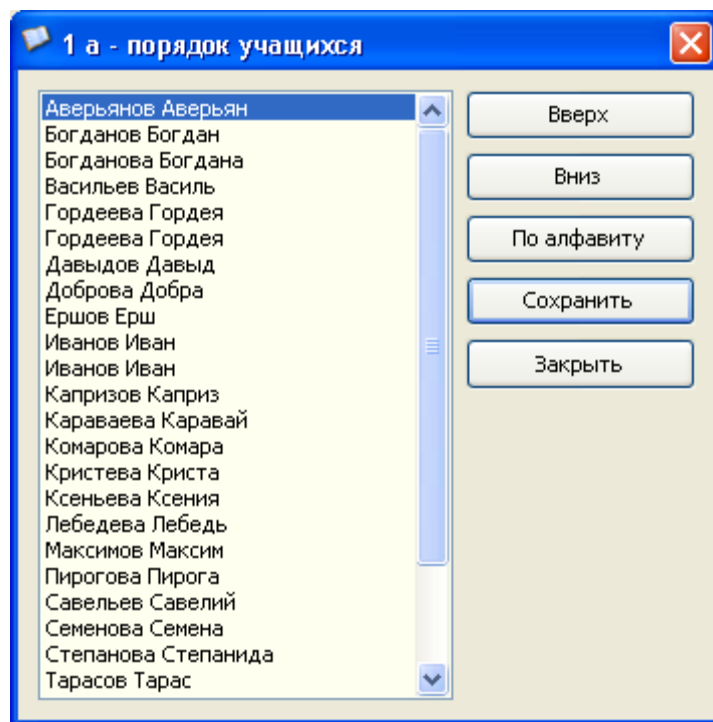 1 а - порядок учащихся
Аверьянов Аверьян
Богданов Богдан
Богданова Богдана
Васильев Василь
Гордеева Гордея
Гордеева Гордея
Давыдов Давыд
Доброва Добра
Ершов Ерш
Иванов Иван
Иванов Иван
Капризов Каприз
Караваева Каравай
Комарова Комара
Кристева Криста
Ксеньева Ксения
Лебедева Лебедь
Максимов Максим
Пирогова Пирога
Савельев Савелий
Семенова Семена
Степанова Степанида
Тарасов Тарас
Вверх
Вниз
По алфавиту
Сохранить
Закрыть